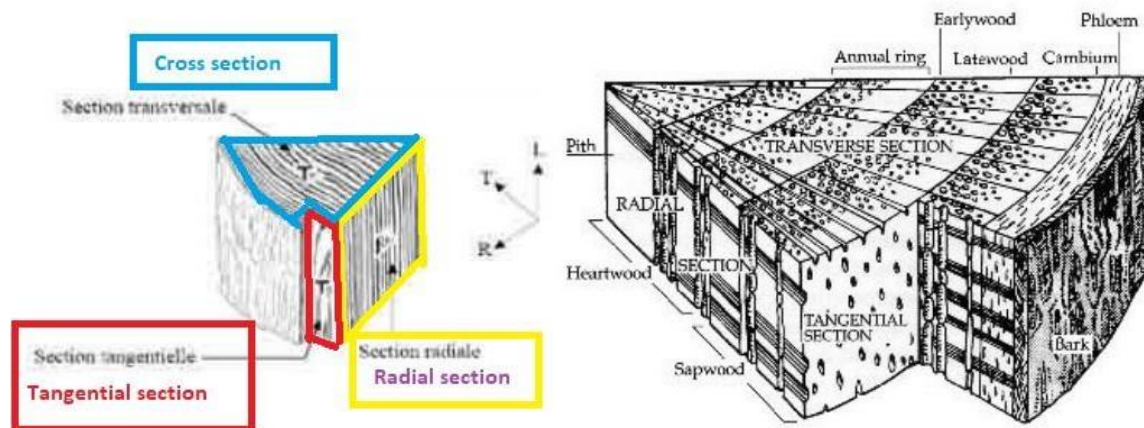 Cross section
Section transversale
T
L
T
R
T
Section tangentielle
Tangential section
Section radiale
Radial section
Earlywood
Phloem
Annual ring
Latewood
Cambium
Pith
TRANSVERSE SECTION
RADIAL
SECTION
Heartwood
TANGENTIAL
SECTION
Sapwood
Bark